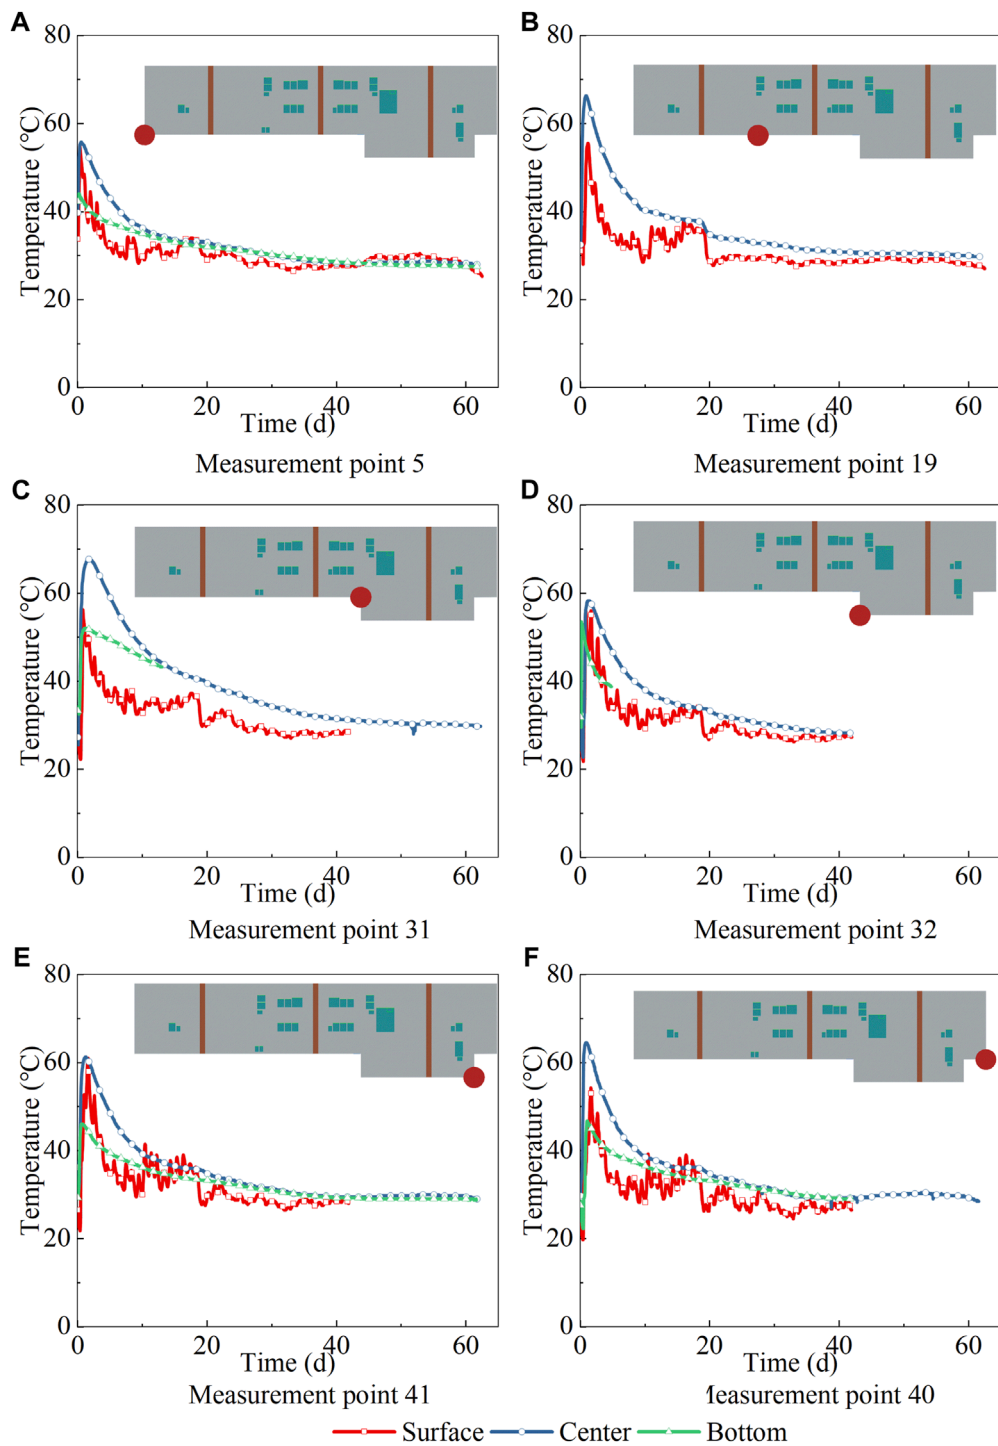 A
Temperature (°C)
80
60
40
20
0
0 20 40 60
Time (d)
Measurement point 5
B
Temperature (°C)
80
60
40
20
0
0 20 40 60
Time (d)
Measurement point 19
C
Temperature (°C)
80
60
40
20
0
0 20 40 60
Time (d)
Measurement point 31
D
Temperature (°C)
80
60
40
20
0
0 20 40 60
Time (d)
Measurement point 32
E
Temperature (°C)
80
60
40
20
0
0 20 40 60
Time (d)
Measurement point 41
F
Temperature (°C)
80
60
40
20
0
0 20 40 60
Time (d)
Measurement point 40
Surface Center Bottom